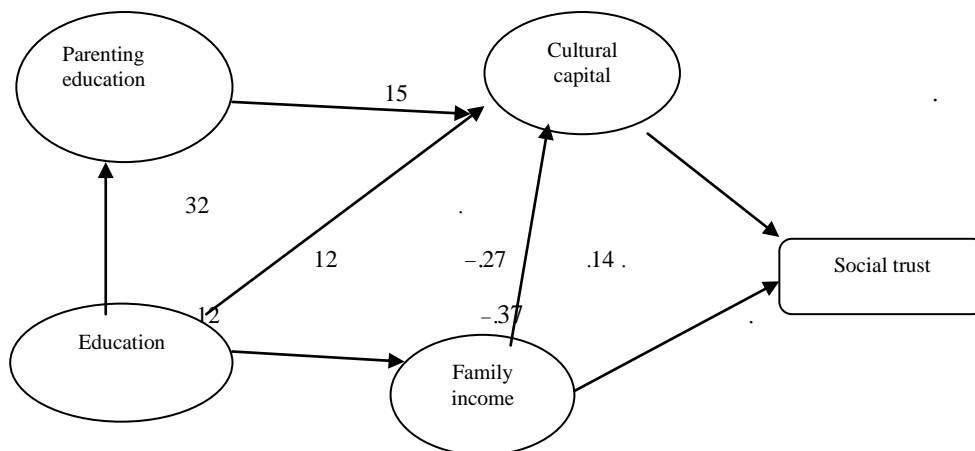 Parenting
education
Cultural
capital
15
.
32
.
12
–.27
.14 .
Social trust
12
–.37
.
Education
Family
income